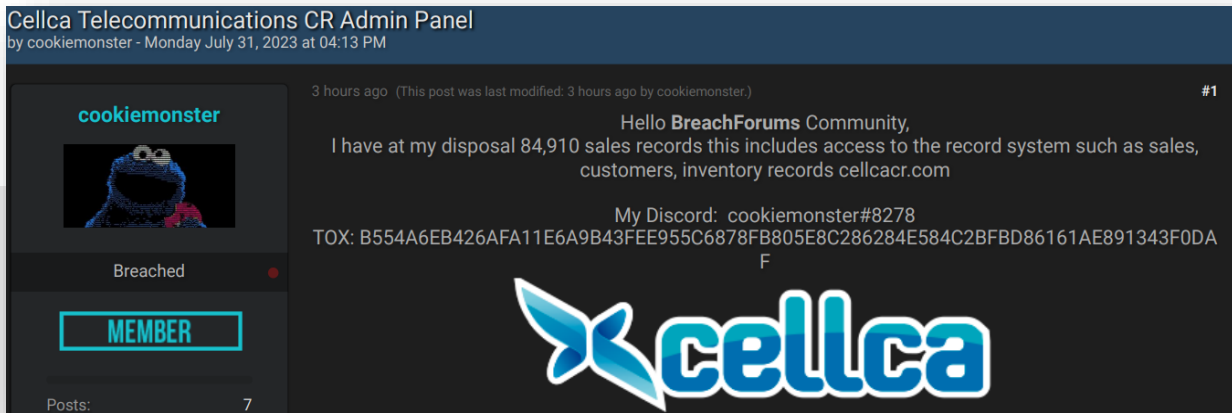 Cellca Telecommunications CR Admin Panel
by cookiemonster - Monday July 31, 2023 at 04:13 PM
cookiemonster
Breached
MEMBER
Posts: 7
3 hours ago (This post was last modified: 3 hours ago by cookiemonster.) #1
Hello BreachForums Community,
I have at my disposal 84,910 sales records this includes access to the record system such as sales,
customers, inventory records cellcacr.com
My Discord: cookiemonster#8278
TOX: B554A6EB426AFA11E6A9B43FEE955C6878FB805E8C286284E584C2BFBD86161AE891343F0DA
F
cellca